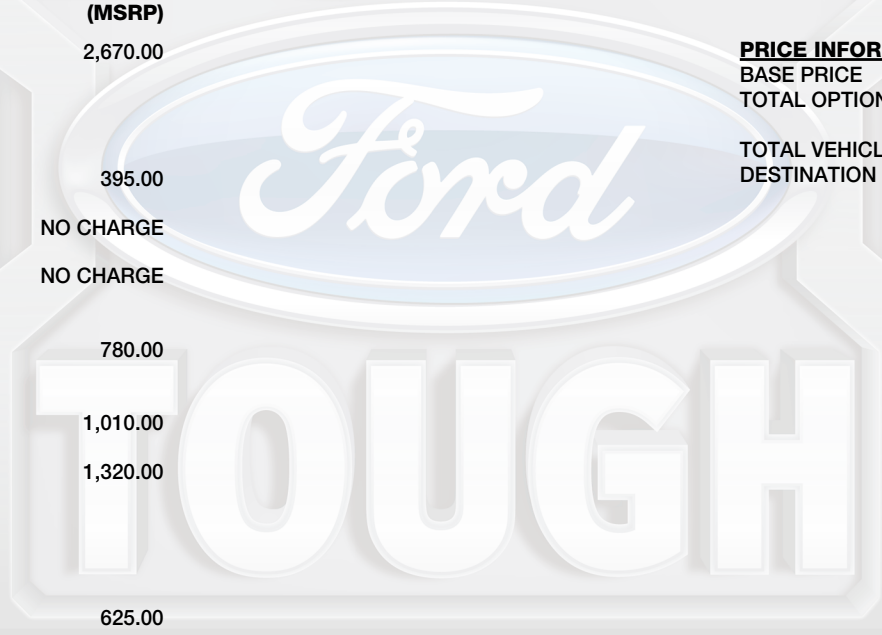 (MSRP)
2,670.00
395.00
NO CHARGE
NO CHARGE
780.00
1,010.00
1,320.00
625.00
PRICE INFOR
BASE PRICE
TOTAL OPTION
TOTAL VEHICL
DESTINATION
Ford
TOUGH